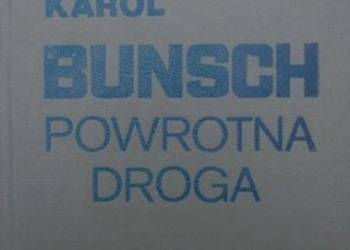 KAROL
BUNSCH
POWROTNA
DROGA